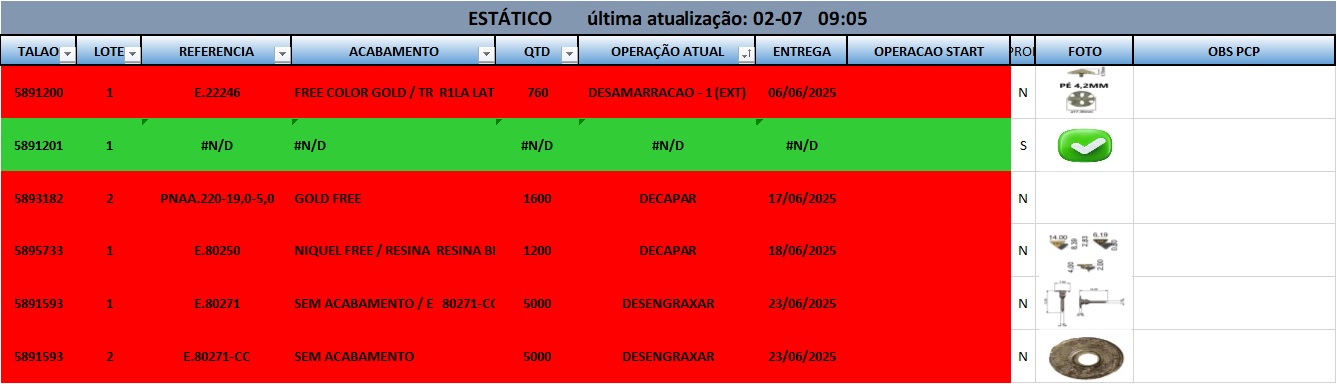 ESTÁTICO última atualização: 02-07 09:05
TALAO LOTE REFERENCIA ACABAMENTO QTD OPERAÇÃO ATUAL ENTREGA OPERACAO START PRO FOTO OBS PCP
5891200 1 E.22246 FREE COLOR GOLD / TR R1LA LAT 760 DESAMARRACAO - 1 (EXT) 06/06/2025 N
PÉ 4,2MM
5891201 1 #N/D #N/D #N/D #N/D #N/D S
5893182 2 PNAA.220-19,0-5,0 GOLD FREE 1600 DECAPAR 17/06/2025 N
5895733 1 E.80250 NIQUEL FREE / RESINA RESINA BI 1200 DECAPAR 18/06/2025 N
14.00 8.39 2.83 6.19 0.80
4.00 2.00
5891593 1 E.80271 SEM ACABAMENTO / E 80271-CC 5000 DESENGRAXAR 23/06/2025 N
5891593 2 E.80271-CC SEM ACABAMENTO 5000 DESENGRAXAR 23/06/2025 N